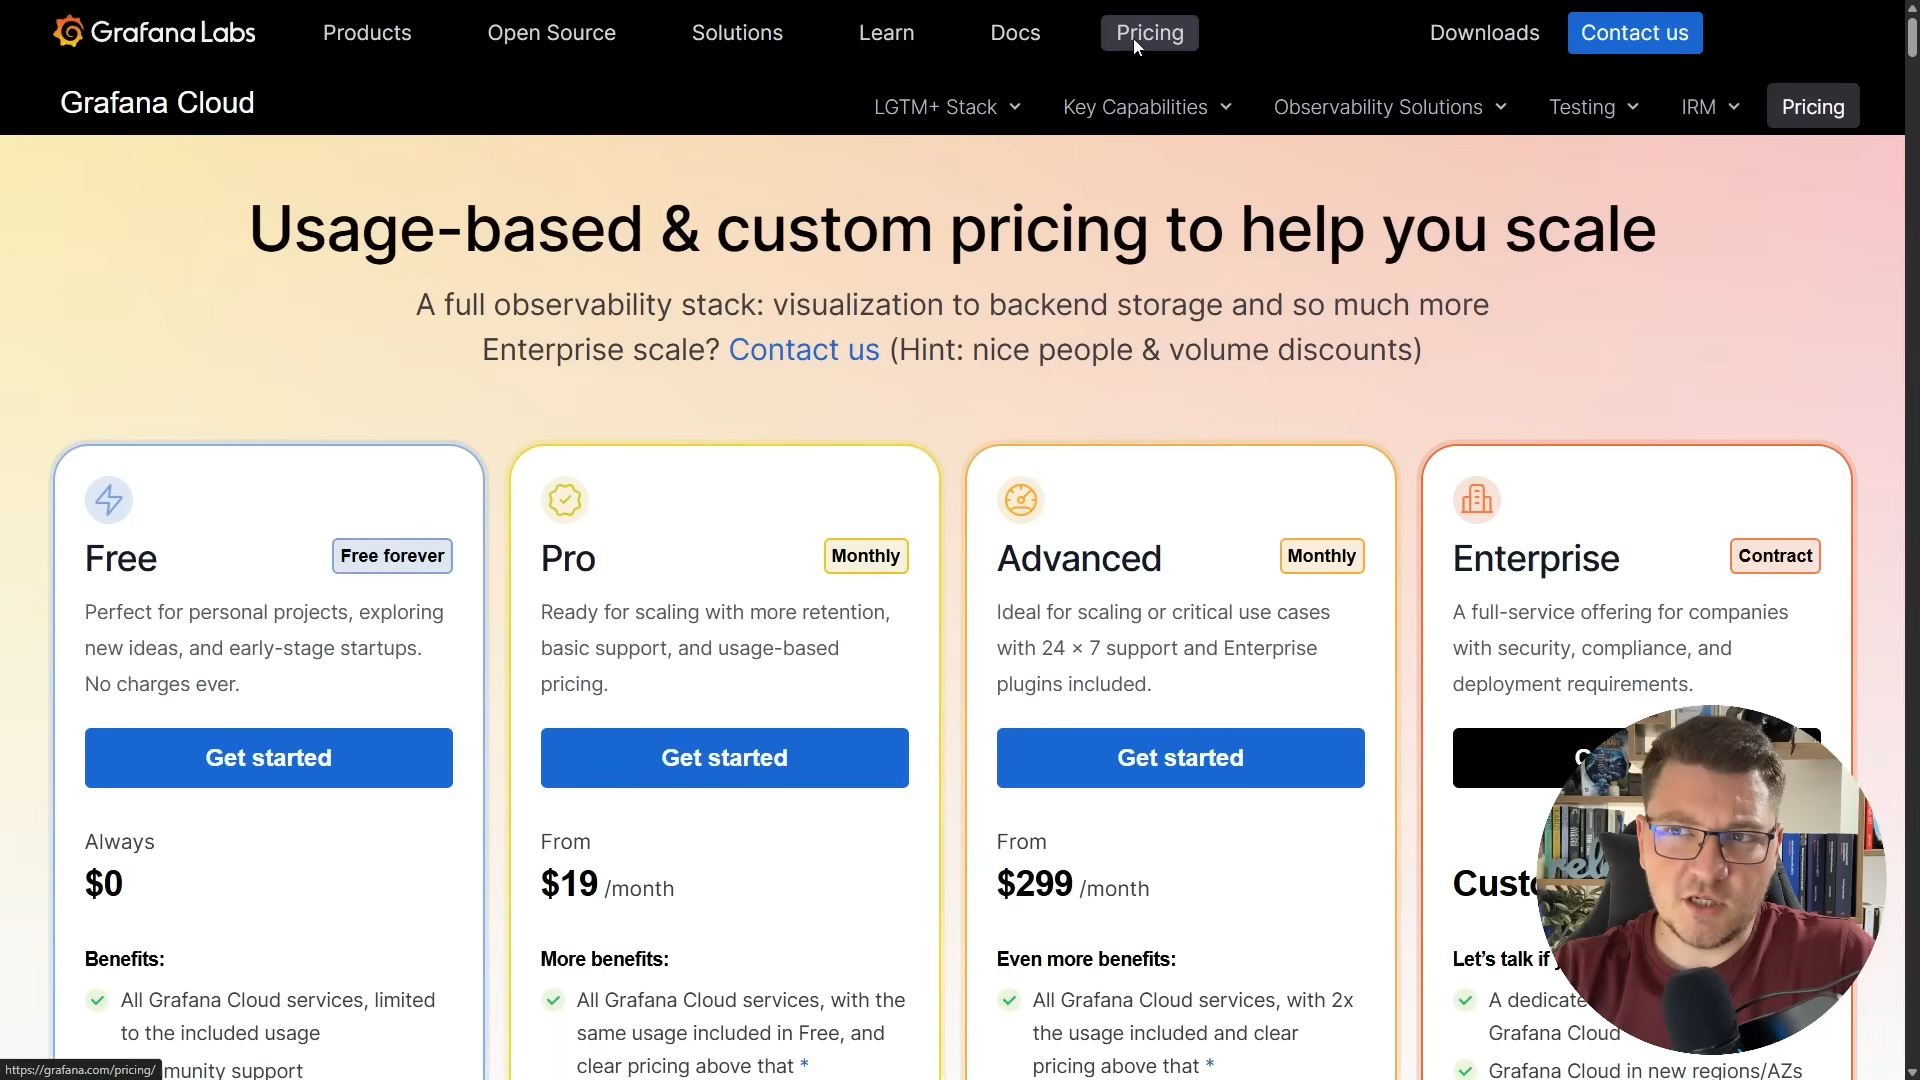 Grafana Labs
Products
Open Source
Solutions
Learn
Docs
Pricing
Downloads
Contact us
Grafana Cloud
LGTM+ Stack
Key Capabilities
Observability Solutions
Testing
IRM
Pricing
Usage-based & custom pricing to help you scale
A full observability stack: visualization to backend storage and so much more
Enterprise scale? Contact us (Hint: nice people & volume discounts)
Free
Free forever
Perfect for personal projects, exploring
new ideas, and early-stage startups.
No charges ever.
Get started
Always
$0
Benefits:
All Grafana Cloud services, limited
to the included usage
munity support
Pro
Monthly
Ready for scaling with more retention,
basic support, and usage-based
pricing.
Get started
From
$19 /month
More benefits:
All Grafana Cloud services, with the
same usage included in Free, and
clear pricing above that *
Advanced
Monthly
Ideal for scaling or critical use cases
with 24 × 7 support and Enterprise
plugins included.
Get started
From
$299 /month
Even more benefits:
All Grafana Cloud services, with 2x
the usage included and clear
pricing above that *
Enterprise
Contract
A full-service offering for companies
with security, compliance, and
deployment requirements.
Let's talk if
A
Grafana Cloud
Grafana Cloud in new regions/AZs
https://grafana.com/pricing/